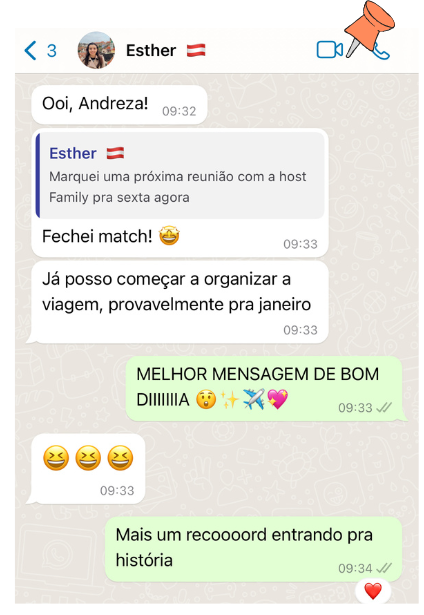 3 Esther 🇦🇹
Ooi, Andreza! 09:32
Esther 🇦🇹
Marquei uma próxima reunião com a host
Family pra sexta agora
Fechei match! 🤩 09:33
Já posso começar a organizar a
viagem, provavelmente pra janeiro
09:33
MELHOR MENSAGEM DE BOM
DIIIIIIIA 😲✨✈️💖 09:33
😆😆😆
09:33
Mais um recoooord entrando pra
história 09:34
❤️